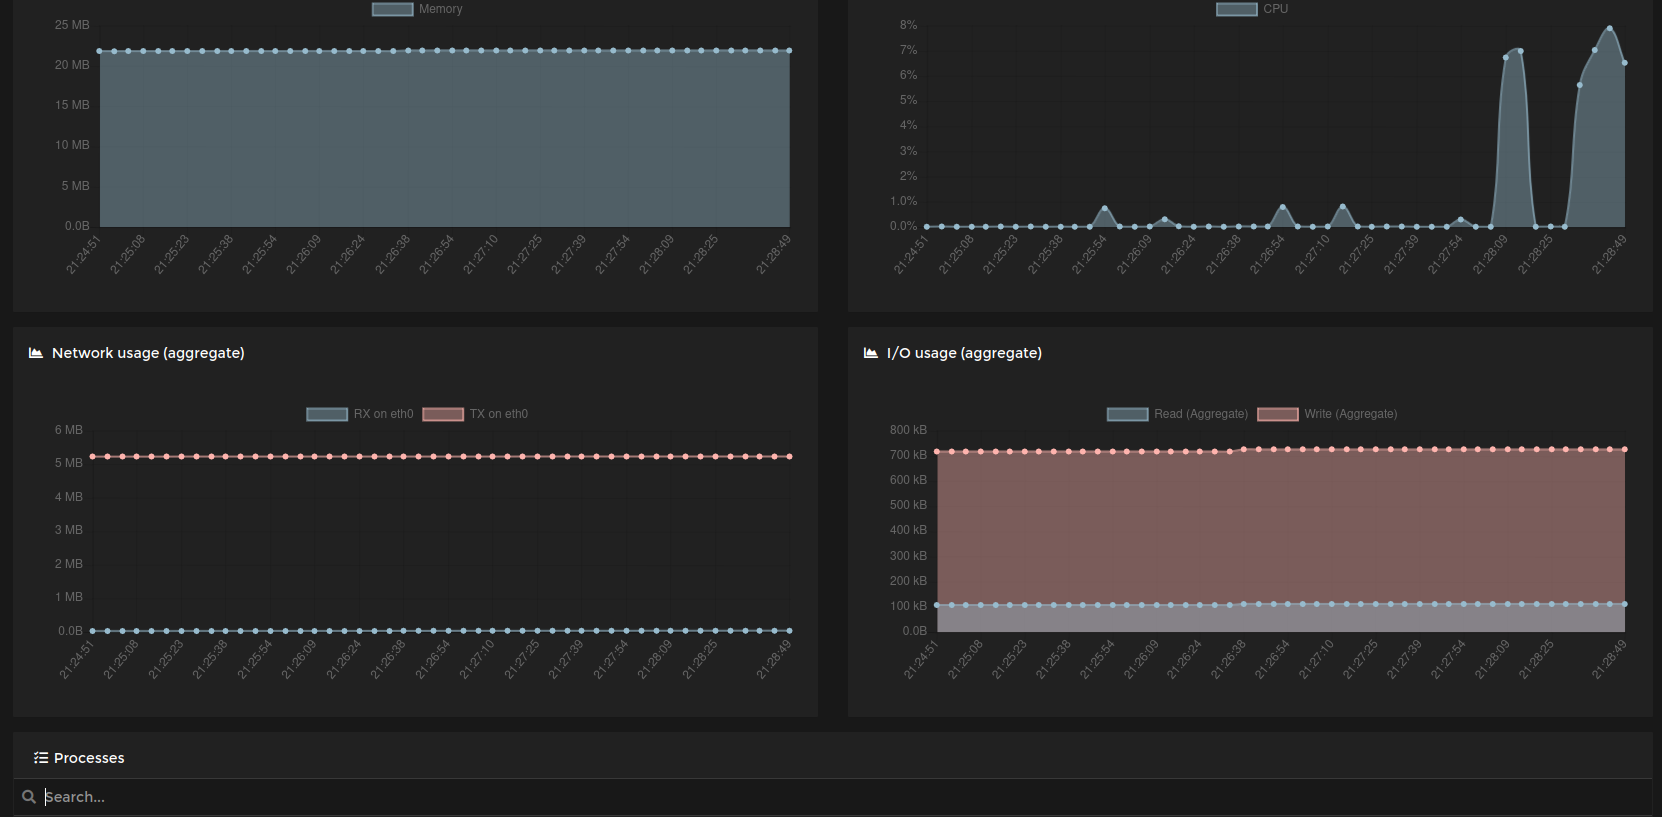 Memory
25 MB
20 MB
15 MB
10 MB
5 MB
0.0B
21:24:51 21:25:08 21:25:23 21:25:38 21:25:54 21:26:09 21:26:24 21:26:38 21:26:54 21:27:10 21:27:25 21:27:39 21:27:54 21:28:09 21:28:25 21:28:49
CPU
8%
7%
6%
5%
4%
3%
2%
1.0%
0.0%
21:24:51 21:25:08 21:25:23 21:25:38 21:25:54 21:26:09 21:26:24 21:26:38 21:26:54 21:27:10 21:27:25 21:27:39 21:27:54 21:28:09 21:28:25 21:28:49
Network usage (aggregate)
RX on eth0 TX on eth0
6 MB
5 MB
4 MB
3 MB
2 MB
1 MB
0.0B
21:24:51 21:25:08 21:25:23 21:25:38 21:25:54 21:26:09 21:26:24 21:26:38 21:26:54 21:27:10 21:27:25 21:27:39 21:27:54 21:28:09 21:28:25 21:28:49
I/O usage (aggregate)
Read (Aggregate) Write (Aggregate)
800 kB
700 kB
600 kB
500 kB
400 kB
300 kB
200 kB
100 kB
0.0B
21:24:51 21:25:08 21:25:23 21:25:38 21:25:54 21:26:09 21:26:24 21:26:38 21:26:54 21:27:10 21:27:25 21:27:39 21:27:54 21:28:09 21:28:25 21:28:49
Processes
Search...